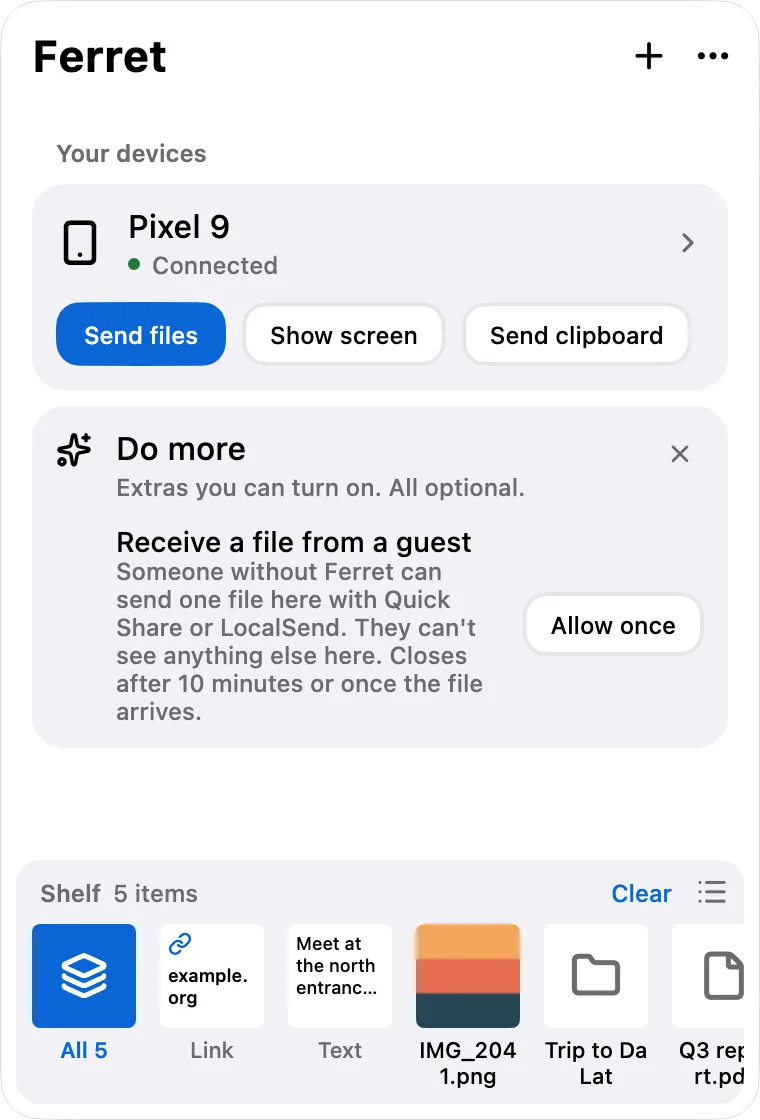 Ferret
Your devices
Pixel 9
Connected
Send files
Show screen
Send clipboard
Do more
Extras you can turn on. All optional.
Receive a file from a guest
Someone without Ferret can
send one file here with Quick
Share or LocalSend. They can't
see anything else here. Closes
after 10 minutes or once the file
arrives.
Allow once
Shelf 5 items
Clear
example.
org
Meet at
the north
entranc...
All 5
Link
Text
IMG_204
1.png
Trip to Da
Lat
Q3 rep
rt.pd